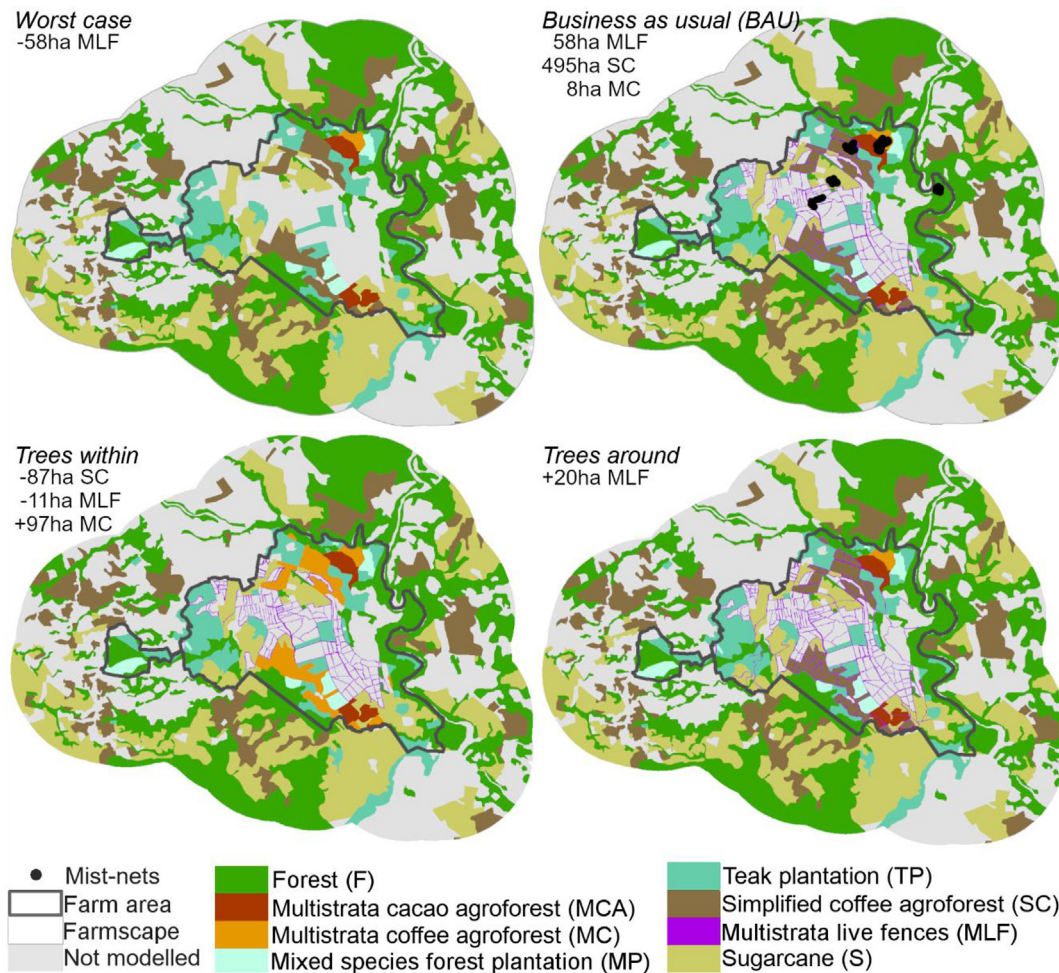 Worst case
-58ha MLF
Business as usual (BAU)
58ha MLF
495ha SC
8ha MC
Trees within
-87ha SC
-11ha MLF
+97ha MC
Trees around
+20ha MLF
Mist-nets
Farm area
Farmscape
Not modelled
Forest (F)
Multistrata cacao agroforest (MCA)
Multistrata coffee agroforest (MC)
Mixed species forest plantation (MP)
Teak plantation (TP)
Simplified coffee agroforest (SC)
Multistrata live fences (MLF)
Sugarcane (S)